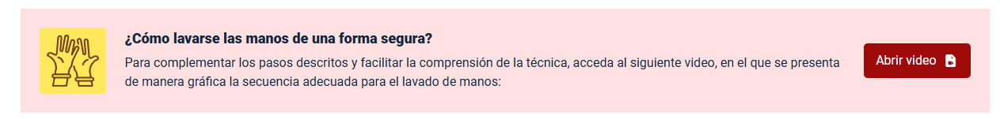 ¿Cómo lavarse las manos de una forma segura?
Para complementar los pasos descritos y facilitar la comprensión de la técnica, acceda al siguiente video, en el que se presenta
de manera gráfica la secuencia adecuada para el lavado de manos:
Abrir video